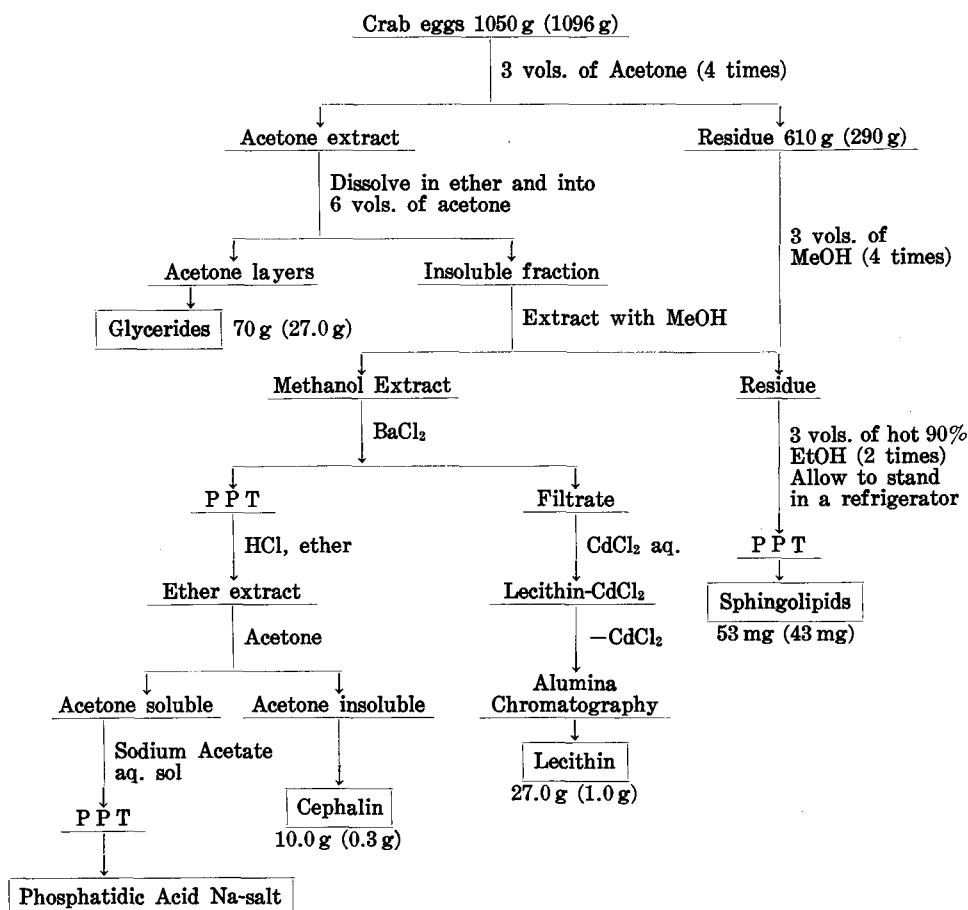 Crab eggs 1050 g (1096 g)
3 vols. of Acetone (4 times)
Acetone extract
Residue 610 g (290 g)
Dissolve in ether and into
6 vols. of acetone
3 vols. of
MeOH (4 times)
Acetone layers
Insoluble fraction
Glycerides 70 g (27.0 g)
Extract with MeOH
Methanol Extract
Residue
BaCl₂
3 vols. of hot 90%
EtOH (2 times)
Allow to stand
in a refrigerator
PPT
Filtrate
HCl, ether
CdCl₂ aq.
PPT
Ether extract
Lecithin-CdCl₂
Sphingolipids
53 mg (43 mg)
Acetone
−CdCl₂
Acetone soluble
Acetone insoluble
Alumina
Chromatography
Sodium Acetate
aq. sol
Lecithin
27.0 g (1.0 g)
PPT
Cephalin
10.0 g (0.3 g)
Phosphatidic Acid Na-salt